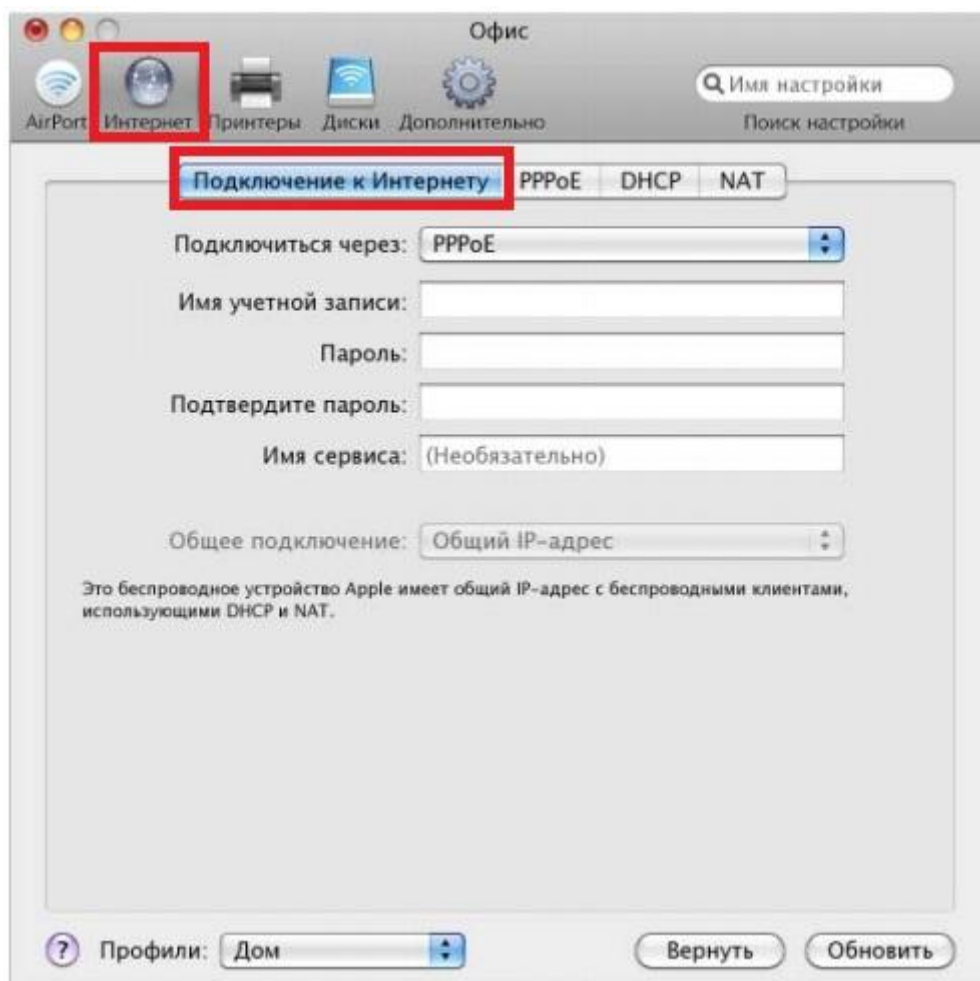 Офис
Имя настройки
AirPort Интернет Принтеры Диски Дополнительно Поиск настройки
Подключение к Интернету PPPoE DHCP NAT
Подключиться через: PPPoE
Имя учетной записи:
Пароль:
Подтвердите пароль:
Имя сервиса: (Необязательно)
Общее подключение: Общий IP-адрес
Это беспроводное устройство Apple имеет общий IP-адрес с беспроводными клиентами,
использующими DHCP и NAT.
? Профили: Дом Вернуть Обновить